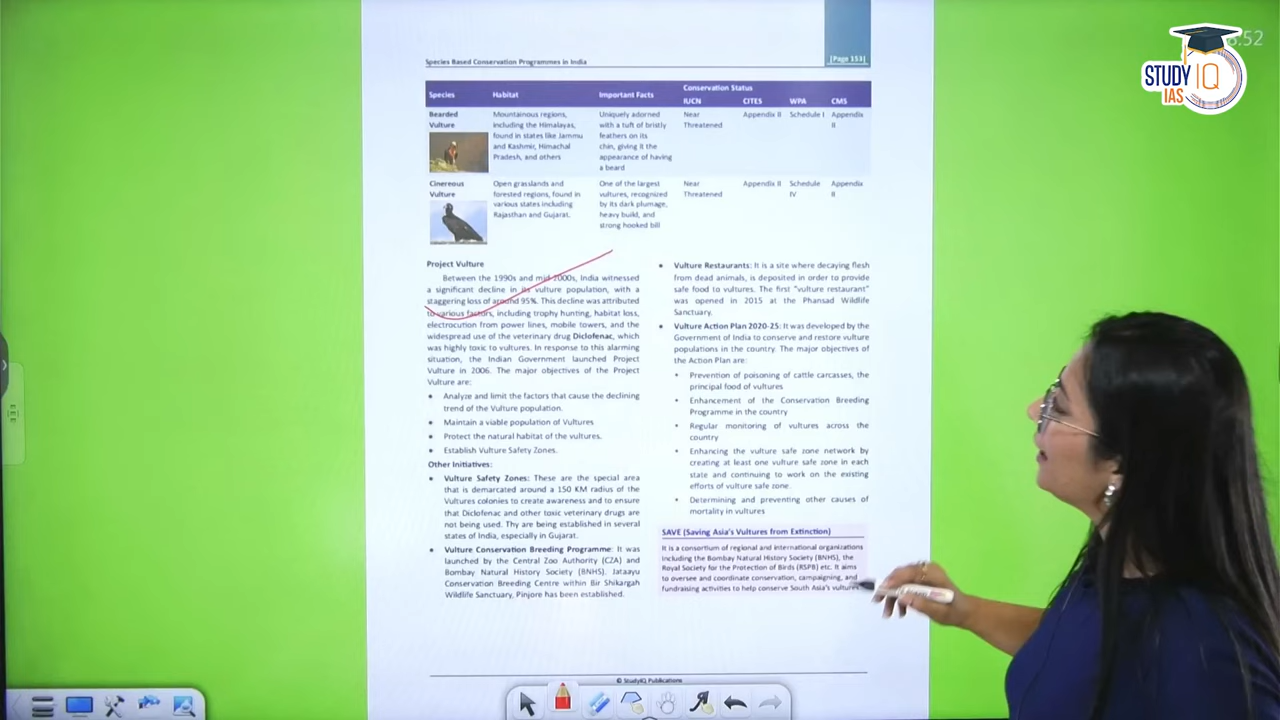 Species Based Conservation Programmes in India
[Page 153]
STUDY IQ
IAS
:52
Species Habitat Important Facts Conservation Status
IUCN CITES WPA CMS
Bearded Vulture
Mountainous regions,
including the Himalayas,
found in states like Jammu
and Kashmir, Himachal
Pradesh, and others
Uniquely adorned
with a tuft of bristly
feathers on its
chin, giving it the
appearance of having
a beard
Near
Threatened
Appendix II
Schedule I
Appendix
II
Cinereous
Vulture
Open grasslands and
forested regions, found in
various states including
Rajasthan and Gujarat.
One of the largest
vultures, recognized
by its dark plumage,
heavy build, and
strong hooked bill
Near
Threatened
Appendix II
Schedule
IV
Appendix
II
Project Vulture
Between the 1990s and mid-2000s, India witnessed
a significant decline in its vulture population, with a
staggering loss of around 95%. This decline was attributed
to various factors, including trophy hunting, habitat loss,
electrocution from power lines, mobile towers, and the
widespread use of the veterinary drug Diclofenac, which
was highly toxic to vultures. In response to this alarming
situation, the Indian Government launched Project
Vulture in 2006. The major objectives of the Project
Vulture are:
• Analyze and limit the factors that cause the declining
trend of the Vulture population.
• Maintain a viable population of Vultures
• Protect the natural habitat of the vultures.
• Establish Vulture Safety Zones.
Other Initiatives:
• Vulture Safety Zones: These are the special area
that is demarcated around a 150 KM radius of the
Vultures colonies to create awareness and to ensure
that Diclofenac and other toxic veterinary drugs are
not being used. Thy are being established in several
states of India, especially in Gujarat.
• Vulture Conservation Breeding Programme: It was
launched by the Central Zoo Authority (CZA) and
Bombay Natural History Society (BNHS). Jataayu
Conservation Breeding Centre within Bir Shikargah
Wildlife Sanctuary, Pinjore has been established.
• Vulture Restaurants: It is a site where decaying flesh
from dead animals, is deposited in order to provide
safe food to vultures. The first "vulture restaurant"
was opened in 2015 at the Phansad Wildlife
Sanctuary.
• Vulture Action Plan 2020-25: It was developed by the
Government of India to conserve and restore vulture
populations in the country. The major objectives of
the Action Plan are:
• Prevention of poisoning of cattle carcasses, the
principal food of vultures
• Enhancement of the Conservation Breeding
Programme in the country
• Regular monitoring of vultures across the
country
• Enhancing the vulture safe zone network by
creating at least one vulture safe zone in each
state and continuing to work on the existing
efforts of vulture safe zone.
• Determining and preventing other causes of
mortality in vultures
SAVE (Saving Asia's Vultures from Extinction)
It is a consortium of regional and international organizations
including the Bombay Natural History Society (BNHS), the
Royal Society for the Protection of Birds (RSPB) etc. It aims
to oversee and coordinate conservation, campaigning, and
fundraising activities to help conserve South Asia's vultures
© StudyIQ Publications